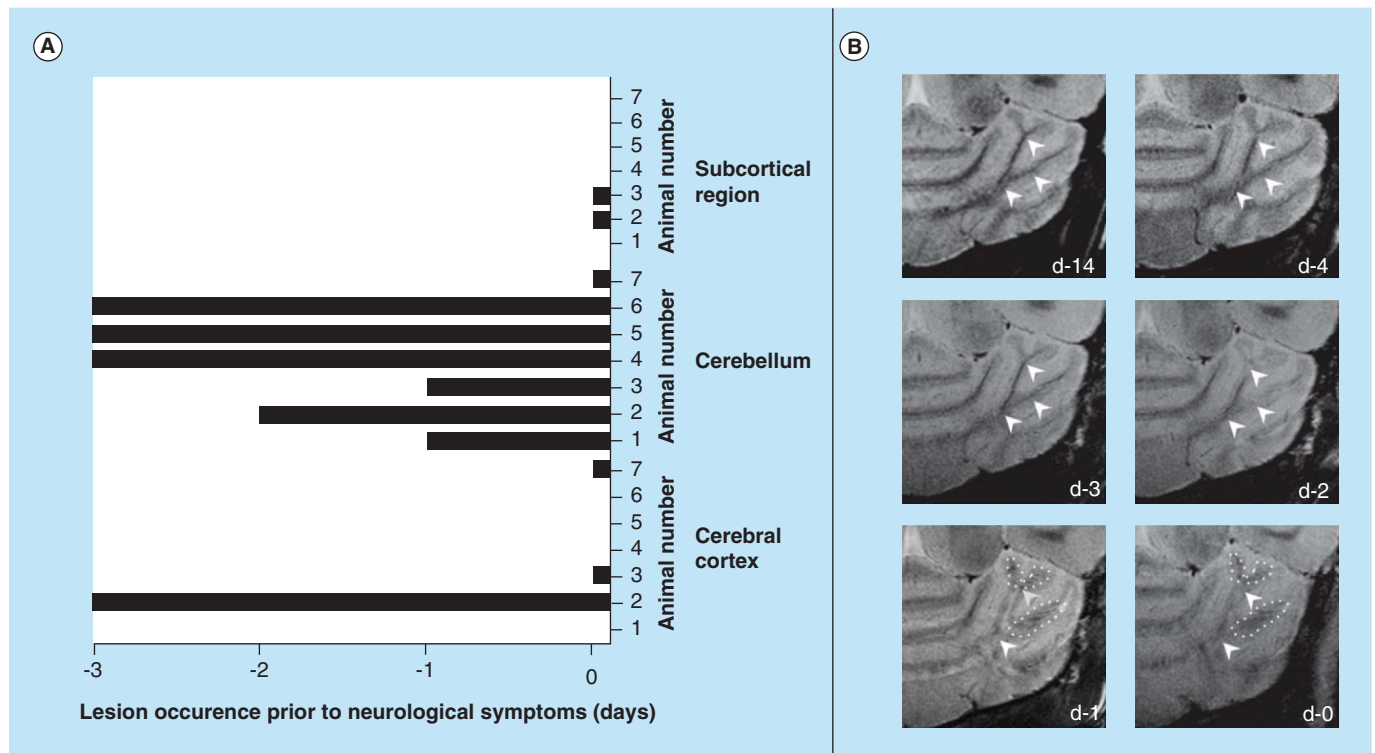 A
7
6
5
4
3
2
1
Animal number
Subcortical
region
7
6
5
4
3
2
1
Animal number
Cerebellum
7
6
5
4
3
2
1
Animal number
Cerebral
cortex
-3
-2
-1
0
Lesion occurence prior to neurological symptoms (days)
B
d-14
d-4
d-3
d-2
d-1
d-0